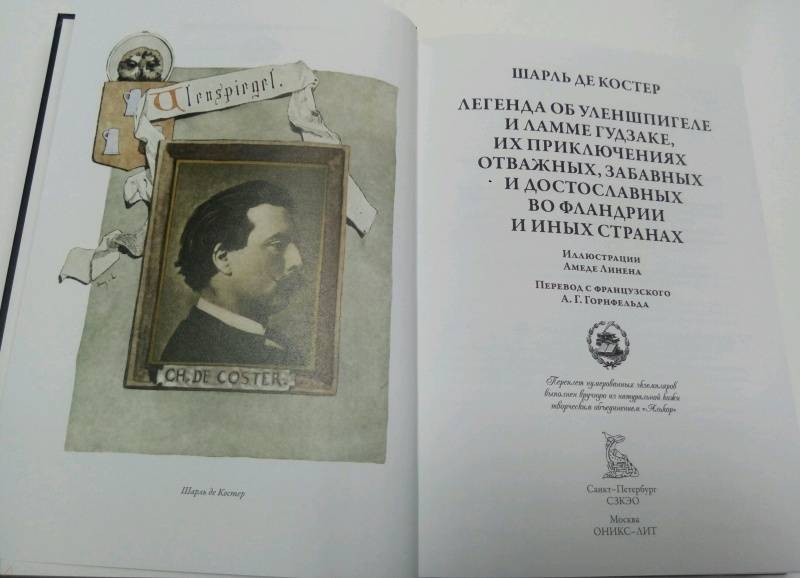 Ulenspiegel.
CH. DE COSTER.
Шарль де Костер
ШАРЛЬ ДЕ КОСТЕР
ЛЕГЕНДА ОБ УЛЕНШПИГЕЛЕ
И ЛАММЕ ГУДЗАКЕ,
ИХ ПРИКЛЮЧЕНИЯХ
ОТВАЖНЫХ, ЗАБАВНЫХ
И ДОСТОСЛАВНЫХ
ВО ФЛАНДРИИ
И ИНЫХ СТРАНАХ
Иллюстрации
Амеде Линена
Перевод с французского
А. Г. Горнфельда
Переплет нумерованных экземпляров
выполнен вручную из натуральной кожи
творческим объединением «Алькор»
Санкт–Петербург
СЗКЭО
Москва
ОНИКС–ЛИТ